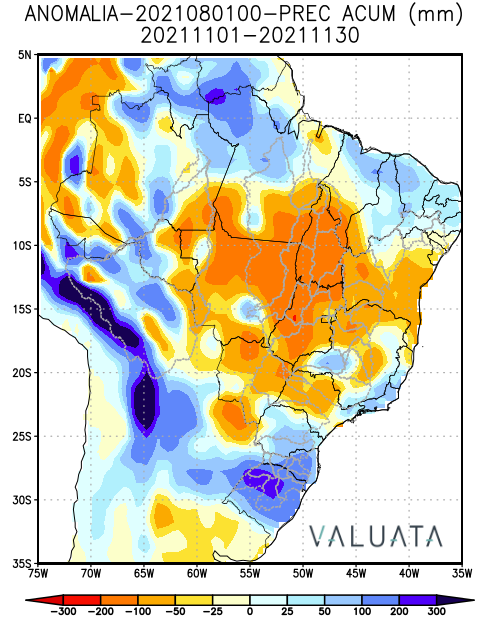 ANOMALIA-2021080100-PREC ACUM (mm)
20211101-20211130
5N
EQ
5S
10S
15S
20S
25S
30S
35S
VALUATA
75W 70W 65W 60W 55W 50W 45W 40W 35W
-300 -200 -100 -50 -25 0 25 50 100 200 300